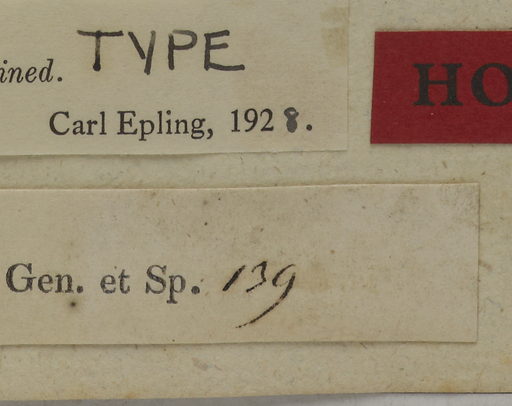 TYPE
ined.
Carl Epling, 1928.
HO
Gen. et Sp. 139